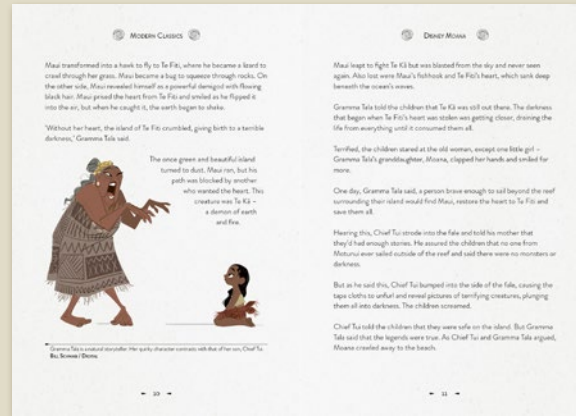 MODERN CLASSICS
Maui transformed into a hawk to fly to Te Fiti, where he became a lizard to
crawl through her grass. Maui became a bug to squeeze through rocks. On
the other side, Maui revealed himself as a powerful demigod with flowing
black hair. Maui prised the heart from Te Fiti and smiled as he flipped it
into the air, but when he caught it, the earth began to shake.
'Without her heart, the island of Te Fiti crumbled, giving birth to a terrible
darkness,' Gramma Tala said.
The once green and beautiful island
turned to dust. Maui ran, but his
path was blocked by another
who wanted the heart. This
creature was Te Kā –
a demon of earth
and fire.
Gramma Tala is a natural storyteller. Her quirky character contrasts with that of her son, Chief Tui.
BILL SCHWAB / DIGITAL
10
DISNEY MOANA
Maui leapt to fight Te Kā but was blasted from the sky and never seen
again. Also lost were Maui's fishhook and Te Fiti's heart, which sank deep
beneath the ocean's waves.
Gramma Tala told the children that Te Kā was still out there. The darkness
that began when Te Fiti's heart was stolen was getting closer, draining the
life from everything until it consumed them all.
Terrified, the children stared at the old woman, except one little girl –
Gramma Tala's granddaughter, Moana, clapped her hands and smiled for
more.
One day, Gramma Tala said, a person brave enough to sail beyond the reef
surrounding their island would find Maui, restore the heart to Te Fiti and
save them all.
Hearing this, Chief Tui strode into the fale and told his mother that
they'd had enough stories. He assured the children that no one from
Motunui ever sailed outside of the reef and said there were no monsters or
darkness.
But as he said this, Chief Tui bumped into the side of the fale, causing the
tapa cloths to unfurl and reveal pictures of terrifying creatures, plunging
them all into darkness. The children screamed.
Chief Tui told the children that they were safe on the island. But Gramma
Tala said that the legends were true. As Chief Tui and Gramma Tala argued,
Moana crawled away to the beach.
11